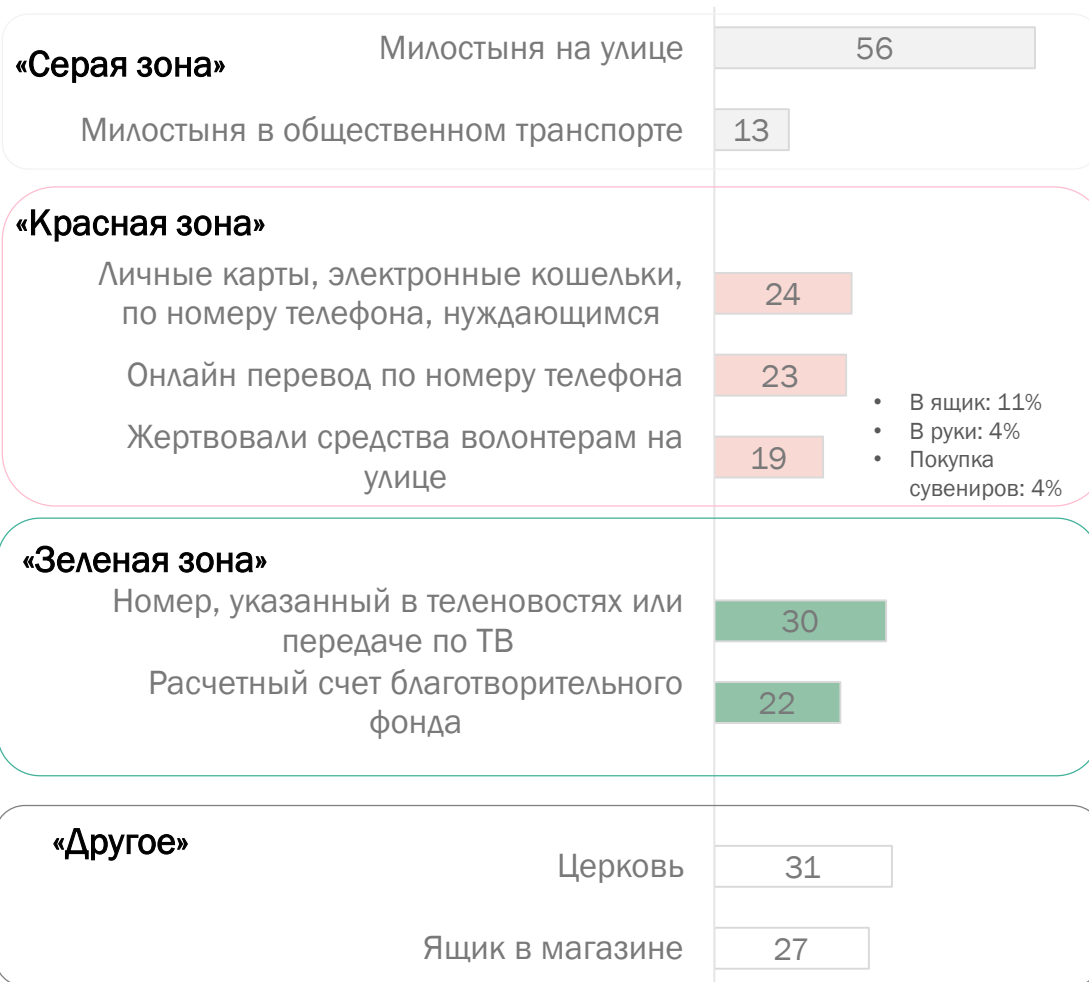 «Серая зона»
Милостыня на улице
56
Милостыня в общественном транспорте
13
«Красная зона»
Личные карты, электронные кошельки,
по номеру телефона, нуждающимся
24
Онлайн перевод по номеру телефона
23
Жертвовали средства волонтерам на
улице
19
• В ящик: 11%
• В руки: 4%
• Покупка
сувениров: 4%
«Зеленая зона»
Номер, указанный в теленовостях или
передаче по ТВ
30
Расчетный счет благотворительного
фонда
22
«Другое»
Церковь
31
Ящик в магазине
27